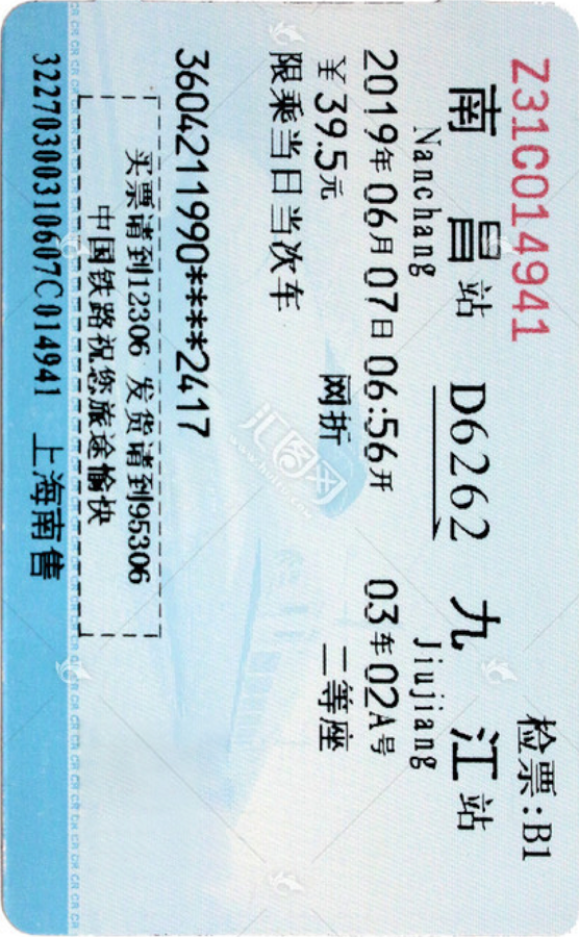 Z31C014941 检票:B1
南昌站 D6262 九江站
Nanchang Jiujiang
2019年06月07日06:56开 03车02A号
￥39.5元 网折 二等座
限乘当日当次车
3604211990****2417
买票请到12306 发货请到95306
中国铁路祝您旅途愉快
32270300310607C014941 上海南售
汇图网